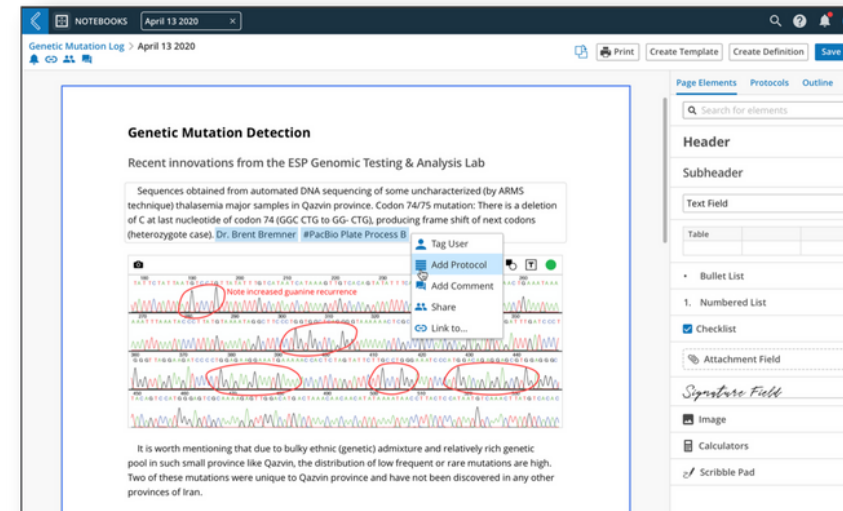 NOTEBOOKS
April 13 2020 ×
Genetic Mutation Log > April 13 2020
Print
Create Template
Create Definition
Save
Page Elements Protocols Outline
Search for elements
Header
Subheader
Text Field
Table
• Bullet List
1. Numbered List
Checklist
Attachment Field
Signature Field
Image
Calculators
Scribble Pad
Genetic Mutation Detection
Recent innovations from the ESP Genomic Testing & Analysis Lab
Sequences obtained from automated DNA sequencing of some uncharacterized (by ARMS
technique) thalasemia major samples in Qazvin province. Codon 74/75 mutation: There is a deletion
of C at last nucleotide of codon 74 (GGC CTG to GG- CTG), producing frame shift of next codons
(heterozygote case). Dr. Brent Bremner #PacBio Plate Process B
Tag User
Add Protocol
Add Comment
Share
Link to...
T
Note increased guanine recurrence
It is worth mentioning that due to bulky ethnic (genetic) admixture and relatively rich genetic
pool in such small province like Qazvin, the distribution of low frequent or rare mutations are high.
Two of these mutations were unique to Qazvin province and have not been discovered in any other
provinces of Iran.